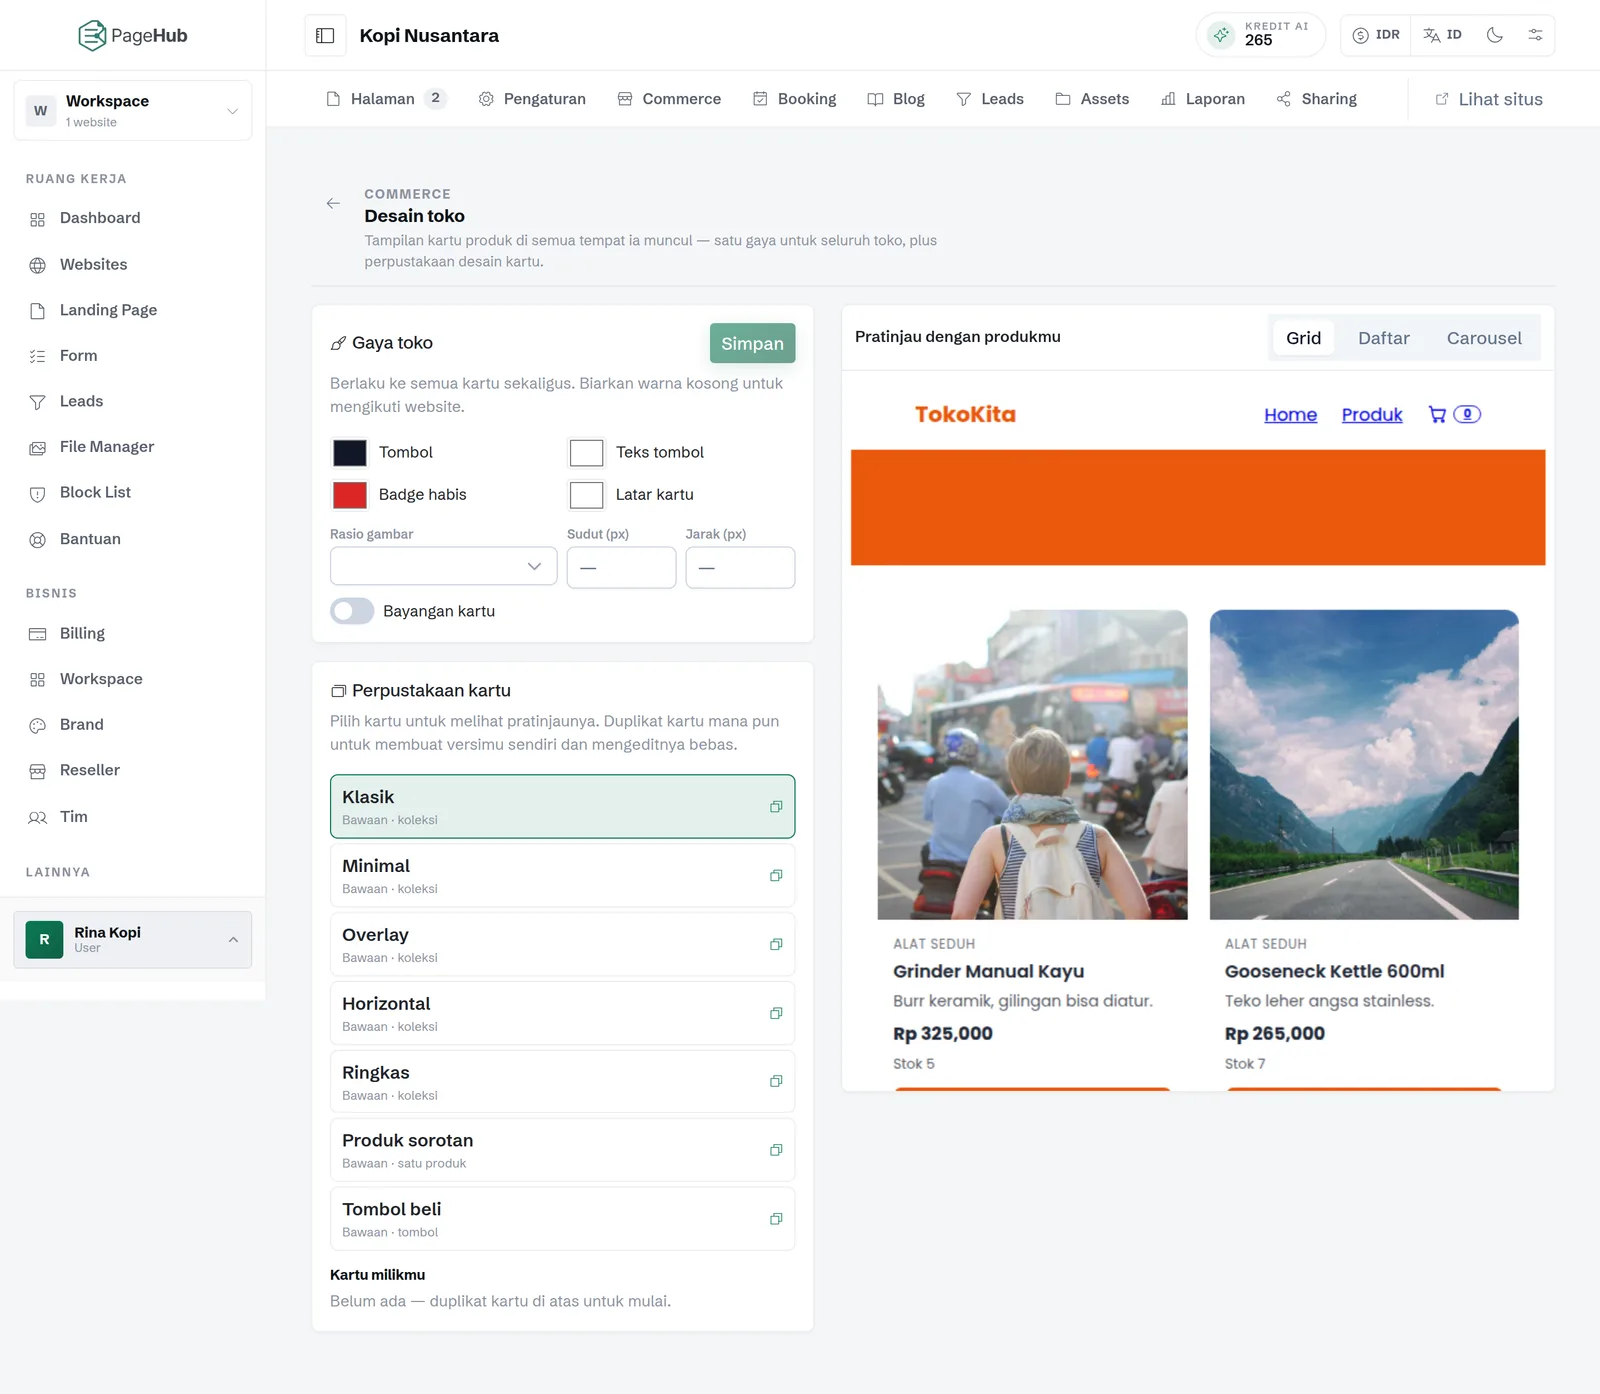 PageHub
Kopi Nusantara
KREDIT AI
265
IDR
ID
W
Workspace
1 website
Halaman 2
Pengaturan
Commerce
Booking
Blog
Leads
Assets
Laporan
Sharing
Lihat situs
RUANG KERJA
Dashboard
Websites
Landing Page
Form
Leads
File Manager
Block List
Bantuan
BISNIS
Billing
Workspace
Brand
Reseller
Tim
LAINNYA
R
Rina Kopi
User
COMMERCE
Desain toko
Tampilan kartu produk di semua tempat ia muncul — satu gaya untuk seluruh toko, plus
perpustakaan desain kartu.
Gaya toko
Simpan
Berlaku ke semua kartu sekaligus. Biarkan warna kosong untuk
mengikuti website.
Tombol
Teks tombol
Badge habis
Latar kartu
Rasio gambar
Sudut (px)
Jarak (px)
—
—
Bayangan kartu
Perpustakaan kartu
Pilih kartu untuk melihat pratinjaunya. Duplikat kartu mana pun
untuk membuat versimu sendiri dan mengeditnya bebas.
Klasik
Bawaan · koleksi
Minimal
Bawaan · koleksi
Overlay
Bawaan · koleksi
Horizontal
Bawaan · koleksi
Ringkas
Bawaan · koleksi
Produk sorotan
Bawaan · satu produk
Tombol beli
Bawaan · tombol
Kartu milikmu
Belum ada — duplikat kartu di atas untuk mulai.
Pratinjau dengan produkmu
Grid
Daftar
Carousel
TokoKita
Home
Produk
0
ALAT SEDUH
Grinder Manual Kayu
Burr keramik, gilingan bisa diatur.
Rp 325,000
Stok 5
ALAT SEDUH
Gooseneck Kettle 600ml
Teko leher angsa stainless.
Rp 265,000
Stok 7